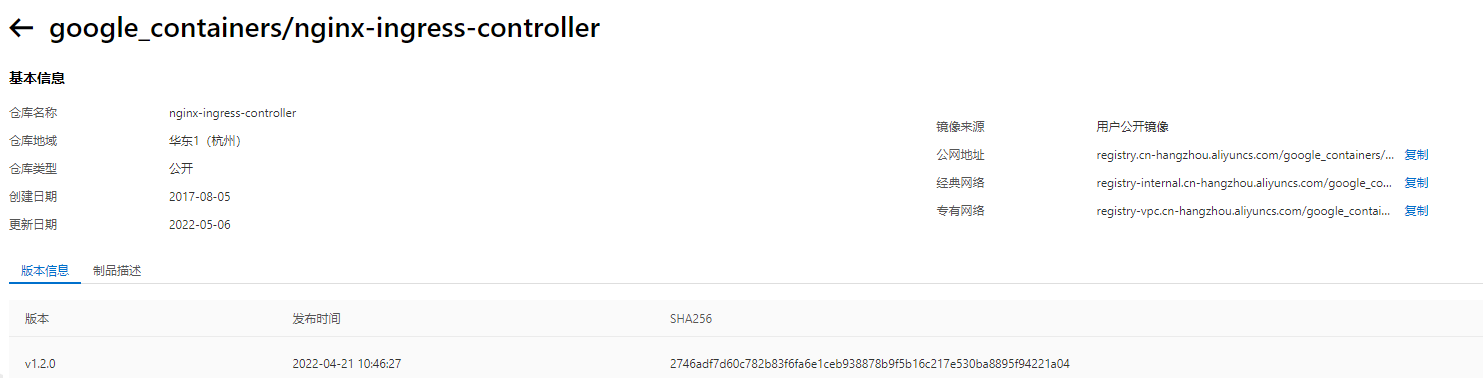 google_containers/nginx-ingress-controller
基本信息
仓库名称 nginx-ingress-controller
仓库地域 华东1（杭州）
仓库类型 公开
创建日期 2017-08-05
更新日期 2022-05-06
镜像来源 用户公开镜像
公网地址 registry.cn-hangzhou.aliyuncs.com/google_containers/... 复制
经典网络 registry-internal.cn-hangzhou.aliyuncs.com/google_co... 复制
专有网络 registry-vpc.cn-hangzhou.aliyuncs.com/google_contai... 复制
版本信息 制品描述
版本 发布时间 SHA256
v1.2.0 2022-04-21 10:46:27 2746adf7d60c782b83f6fa6e1ceb938878b9f5b16c217e530ba8895f94221a04